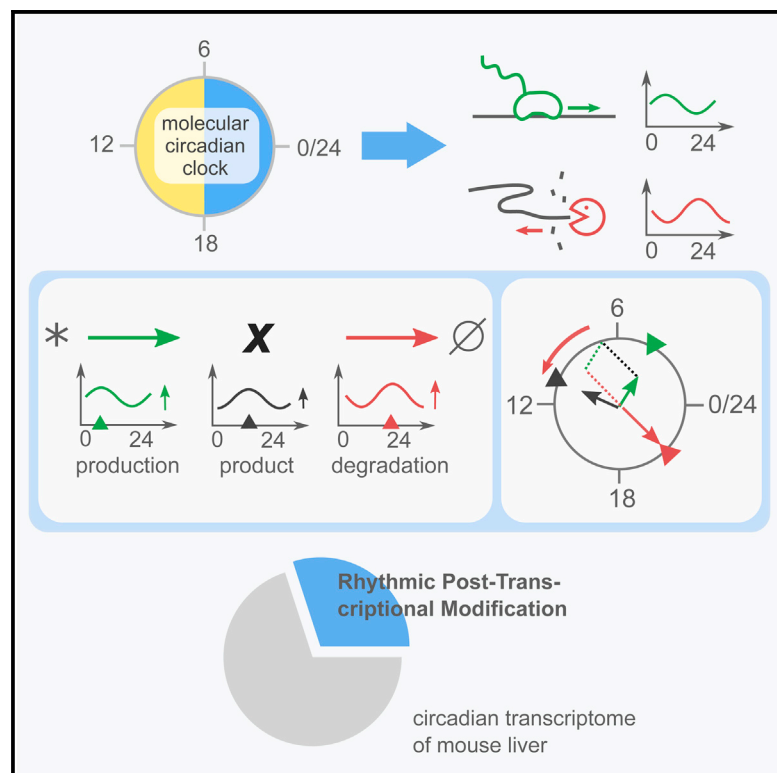 6
12
molecular
circadian
clock
0/24
18
0 24
0 24
* X ∅
0 24
production
0 24
product
0 24
degradation
6
12
0/24
18
Rhythmic Post-Trans-
criptional Modification
circadian transcriptome
of mouse liver